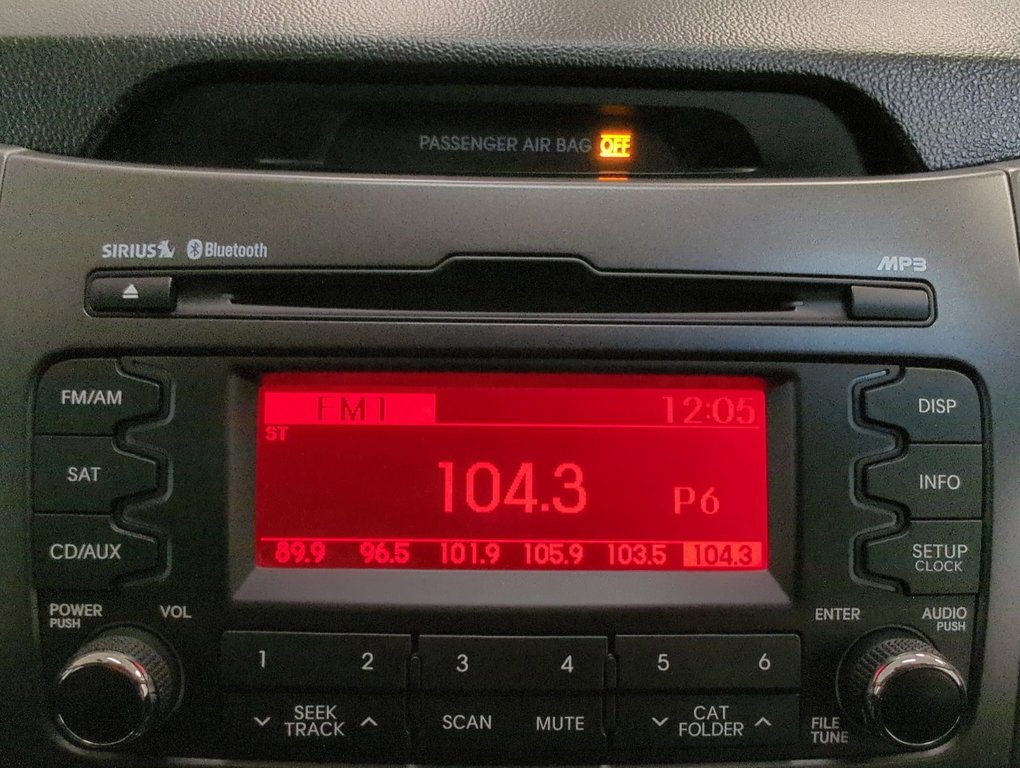 PASSENGER AIR BAG OFF
SIRIUS Bluetooth
MP3
FM/AM
SAT
CD/AUX
FM1 12:05
ST
104.3 P6
89.9 96.5 101.9 105.9 103.5 104.3
DISP
INFO
SETUP
CLOCK
POWER
PUSH
VOL
ENTER
AUDIO
PUSH
1 2 3 4 5 6
SEEK
TRACK
SCAN
MUTE
CAT
FOLDER
FILE
TUNE